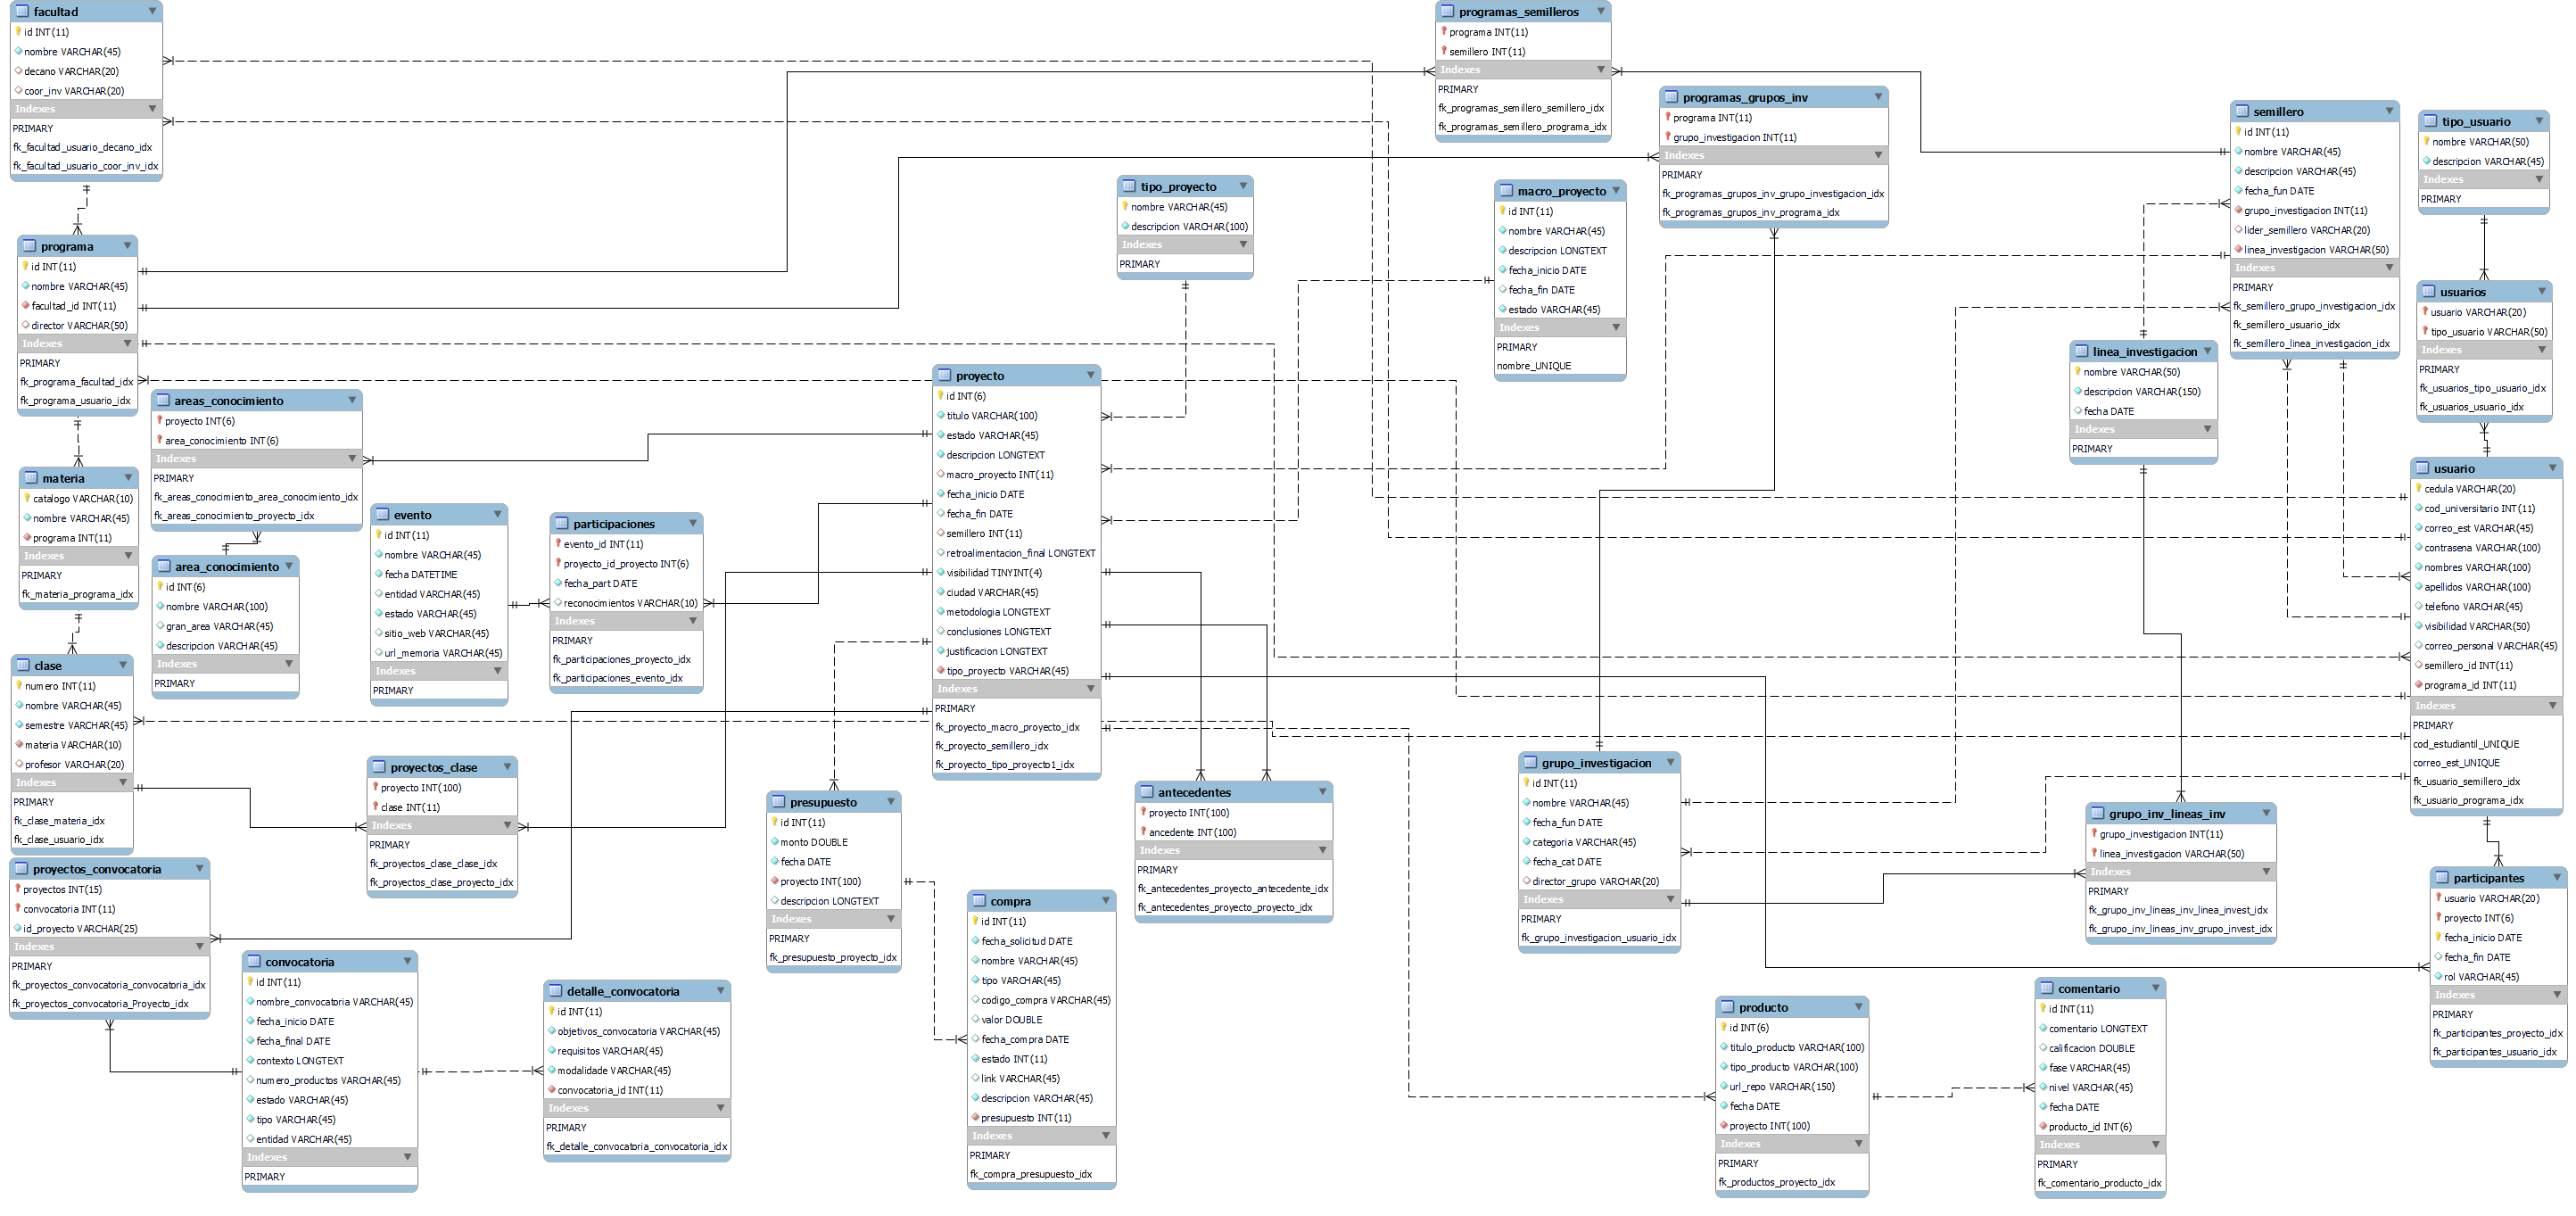 facultad
id INT(11)
nombre VARCHAR(45)
decano VARCHAR(20)
coor_inv VARCHAR(20)
Indexes
PRIMARY
fk_facultad_usuario_decano_idx
fk_facultad_usuario_coor_inv_idx
programa
id INT(11)
nombre VARCHAR(45)
facultad_id INT(11)
director VARCHAR(50)
Indexes
PRIMARY
fk_programa_facultad_idx
fk_programa_usuario_idx
materia
catalogo VARCHAR(10)
nombre VARCHAR(45)
programa INT(11)
Indexes
PRIMARY
fk_materia_programa_idx
clase
numero INT(11)
nombre VARCHAR(45)
semestre VARCHAR(45)
materia VARCHAR(10)
profesor VARCHAR(20)
Indexes
PRIMARY
fk_clase_materia_idx
fk_clase_usuario_idx
proyectos_convocatoria
proyectos INT(15)
convocatoria INT(11)
id_proyecto VARCHAR(25)
Indexes
PRIMARY
fk_proyectos_convocatoria_convocatoria_idx
fk_proyectos_convocatoria_Proyecto_idx
areas_conocimiento
proyecto INT(6)
area_conocimiento INT(6)
Indexes
PRIMARY
fk_areas_conocimiento_area_conocimiento_idx
fk_areas_conocimiento_proyecto_idx
area_conocimiento
id INT(6)
nombre VARCHAR(100)
gran_area VARCHAR(45)
descripcion VARCHAR(45)
Indexes
PRIMARY
evento
id INT(11)
nombre VARCHAR(45)
fecha DATETIME
entidad VARCHAR(45)
estado VARCHAR(45)
sitio_web VARCHAR(45)
url_memoria VARCHAR(45)
Indexes
PRIMARY
participaciones
evento_id INT(11)
proyecto_id_proyecto INT(6)
fecha_part DATE
reconocimientos VARCHAR(10)
Indexes
PRIMARY
fk_participaciones_proyecto_idx
fk_participaciones_evento_idx
proyectos_clase
proyecto INT(100)
clase INT(11)
Indexes
PRIMARY
fk_proyectos_clase_clase_idx
fk_proyectos_clase_proyecto_idx
convocatoria
id INT(11)
nombre_convocatoria VARCHAR(45)
fecha_inicio DATE
fecha_final DATE
contexto LONGTEXT
numero_productos VARCHAR(45)
estado VARCHAR(45)
tipo VARCHAR(45)
entidad VARCHAR(45)
Indexes
PRIMARY
detalle_convocatoria
id INT(11)
objetivos_convocatoria VARCHAR(45)
requisitos VARCHAR(45)
modalidade VARCHAR(45)
convocatoria_id INT(11)
Indexes
PRIMARY
fk_detalle_convocatoria_convocatoria_idx
proyecto
id INT(6)
titulo VARCHAR(100)
estado VARCHAR(45)
descripcion LONGTEXT
macro_proyecto INT(11)
fecha_inicio DATE
fecha_fin DATE
semillero INT(11)
retroalimentacion_final LONGTEXT
visibilidad TINYINT(4)
ciudad VARCHAR(45)
metodologia LONGTEXT
conclusiones LONGTEXT
justificacion LONGTEXT
tipo_proyecto VARCHAR(45)
Indexes
PRIMARY
fk_proyecto_macro_proyecto_idx
fk_proyecto_semillero_idx
fk_proyecto_tipo_proyecto1_idx
presupuesto
id INT(11)
monto DOUBLE
fecha DATE
proyecto INT(100)
descripcion LONGTEXT
Indexes
PRIMARY
fk_presupuesto_proyecto_idx
compra
id INT(11)
fecha_solicitud DATE
nombre VARCHAR(45)
tipo VARCHAR(45)
codigo_compra VARCHAR(45)
valor DOUBLE
fecha_compra DATE
estado INT(11)
link VARCHAR(45)
descripcion VARCHAR(45)
presupuesto INT(11)
Indexes
PRIMARY
fk_compra_presupuesto_idx
tipo_proyecto
nombre VARCHAR(45)
descripcion VARCHAR(100)
Indexes
PRIMARY
antecedentes
proyecto INT(100)
ancedente INT(100)
Indexes
PRIMARY
fk_antecedentes_proyecto_antecedente_idx
fk_antecedentes_proyecto_proyecto_idx
programas_semilleros
programa INT(11)
semillero INT(11)
Indexes
PRIMARY
fk_programas_semillero_semillero_idx
fk_programas_semillero_programa_idx
programas_grupos_inv
programa INT(11)
grupo_investigacion INT(11)
Indexes
PRIMARY
fk_programas_grupos_inv_grupo_investigacion_idx
fk_programas_grupos_inv_programa_idx
macro_proyecto
id INT(11)
nombre VARCHAR(45)
descripcion LONGTEXT
fecha_inicio DATE
fecha_fin DATE
estado VARCHAR(45)
Indexes
PRIMARY
nombre_UNIQUE
grupo_investigacion
id INT(11)
nombre VARCHAR(45)
fecha_fun DATE
categoria VARCHAR(45)
fecha_cat DATE
director_grupo VARCHAR(20)
Indexes
PRIMARY
fk_grupo_investigacion_usuario_idx
producto
id INT(6)
titulo_producto VARCHAR(100)
tipo_producto VARCHAR(100)
url_repo VARCHAR(150)
fecha DATE
proyecto INT(100)
Indexes
PRIMARY
fk_productos_proyecto_idx
comentario
id INT(11)
comentario LONGTEXT
calificacion DOUBLE
fase VARCHAR(45)
nivel VARCHAR(45)
fecha DATE
producto_id INT(6)
Indexes
PRIMARY
fk_comentario_producto_idx
semillero
id INT(11)
nombre VARCHAR(45)
descripcion VARCHAR(45)
fecha_fun DATE
grupo_investigacion INT(11)
lider_semillero VARCHAR(20)
linea_investigacion VARCHAR(50)
Indexes
PRIMARY
fk_semillero_grupo_investigacion_idx
fk_semillero_usuario_idx
fk_semillero_linea_investigacion_idx
linea_investigacion
nombre VARCHAR(50)
descripcion VARCHAR(150)
fecha DATE
Indexes
PRIMARY
grupo_inv_lineas_inv
grupo_investigacion INT(11)
linea_investigacion VARCHAR(50)
Indexes
PRIMARY
fk_grupo_inv_lineas_inv_linea_invest_idx
fk_grupo_inv_lineas_inv_grupo_invest_idx
tipo_usuario
nombre VARCHAR(50)
descripcion VARCHAR(45)
Indexes
PRIMARY
usuarios
usuario VARCHAR(20)
tipo_usuario VARCHAR(50)
Indexes
PRIMARY
fk_usuarios_tipo_usuario_idx
fk_usuarios_usuario_idx
usuario
cedula VARCHAR(20)
cod_universitario INT(11)
correo_est VARCHAR(45)
contrasena VARCHAR(100)
nombres VARCHAR(100)
apellidos VARCHAR(100)
telefono VARCHAR(45)
visibilidad VARCHAR(50)
correo_personal VARCHAR(45)
semillero_id INT(11)
programa_id INT(11)
Indexes
PRIMARY
cod_estudiantil_UNIQUE
correo_est_UNIQUE
fk_usuario_semillero_idx
fk_usuario_programa_idx
participantes
usuario VARCHAR(20)
proyecto INT(6)
fecha_inicio DATE
fecha_fin DATE
rol VARCHAR(45)
Indexes
PRIMARY
fk_participantes_proyecto_idx
fk_participantes_usuario_idx